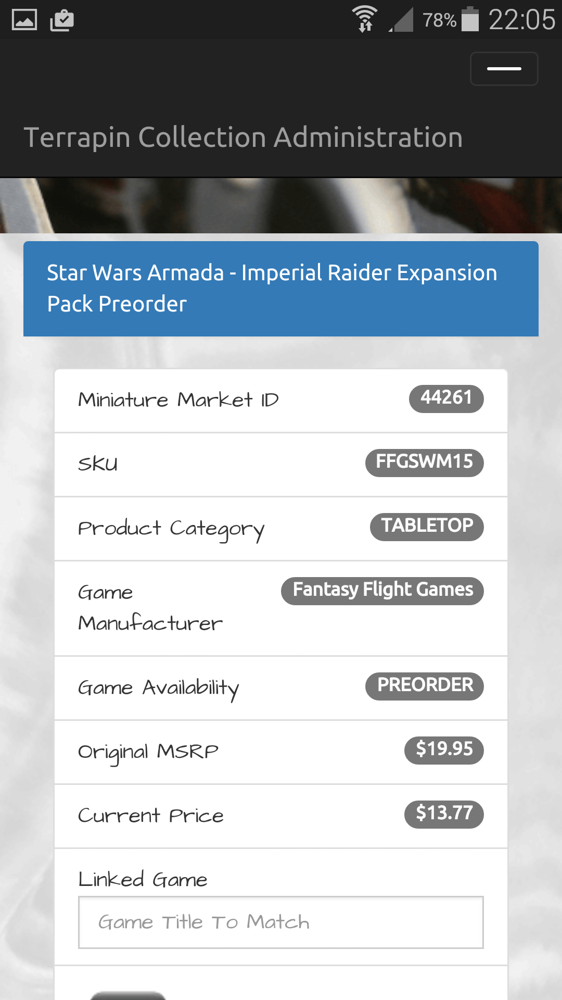 78% 22:05
Terrapin Collection Administration
Star Wars Armada - Imperial Raider Expansion
Pack Preorder
Miniature Market ID 44261
SKU FFGSWM15
Product Category TABLETOP
Game Fantasy Flight Games
Manufacturer
Game Availability PREORDER
Original MSRP $19.95
Current Price $13.77
Linked Game
Game Title To Match